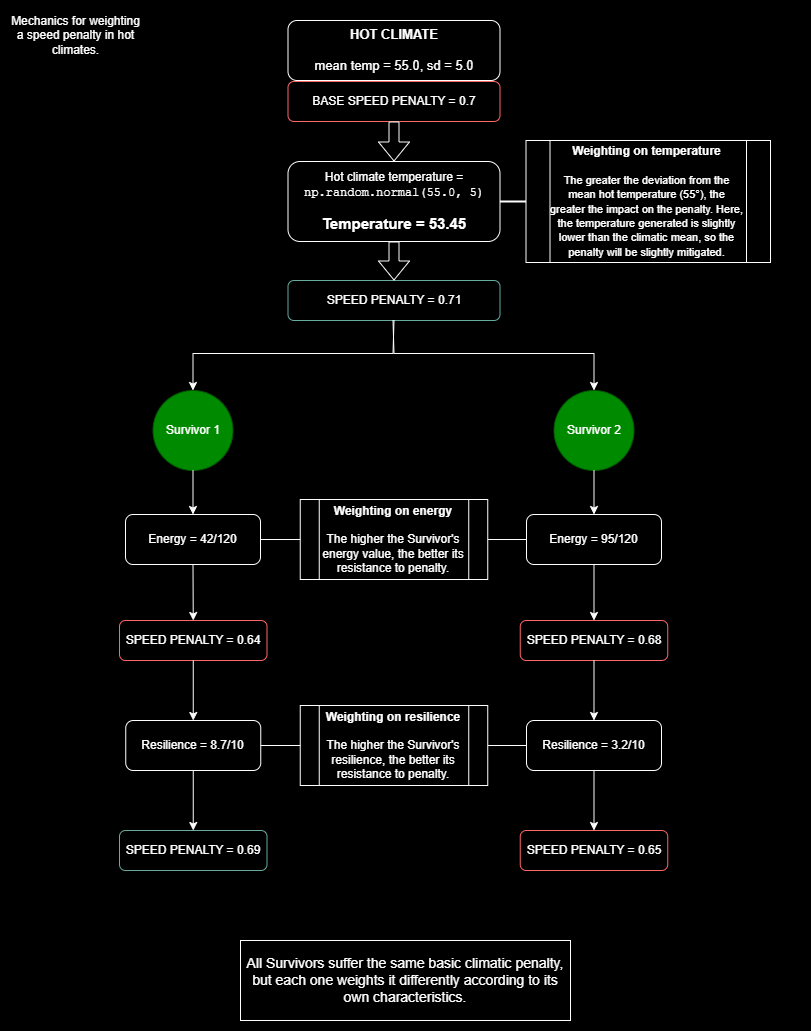 Mechanics for weighting
a speed penalty in hot
climates.
HOT CLIMATE
mean temp = 55.0, sd = 5.0
BASE SPEED PENALTY = 0.7
Hot climate temperature =
np.random.normal(55.0, 5)
Temperature = 53.45
Weighting on temperature
The greater the deviation from the
mean hot temperature (55°), the
greater the impact on the penalty. Here,
the temperature generated is slightly
lower than the climatic mean, so the
penalty will be slightly mitigated.
SPEED PENALTY = 0.71
Survivor 1
Survivor 2
Energy = 42/120
Weighting on energy
The higher the Survivor's
energy value, the better its
resistance to penalty.
Energy = 95/120
SPEED PENALTY = 0.64
SPEED PENALTY = 0.68
Resilience = 8.7/10
Weighting on resilience
The higher the Survivor's
resilience, the better its
resistance to penalty.
Resilience = 3.2/10
SPEED PENALTY = 0.69
SPEED PENALTY = 0.65
All Survivors suffer the same basic climatic penalty,
but each one weights it differently according to its
own characteristics.